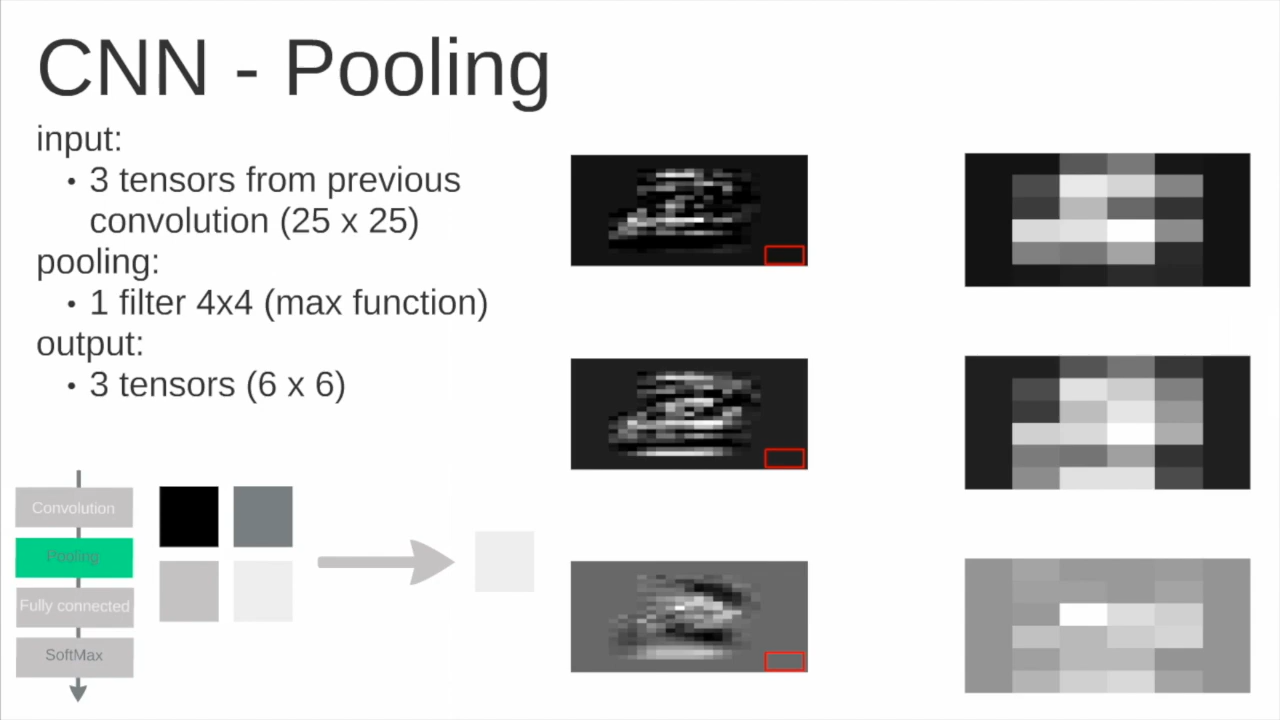 CNN - Pooling
input:
• 3 tensors from previous
convolution (25 x 25)
pooling:
• 1 filter 4x4 (max function)
output:
• 3 tensors (6 x 6)
Convolution
Pooling
Fully connected
SoftMax